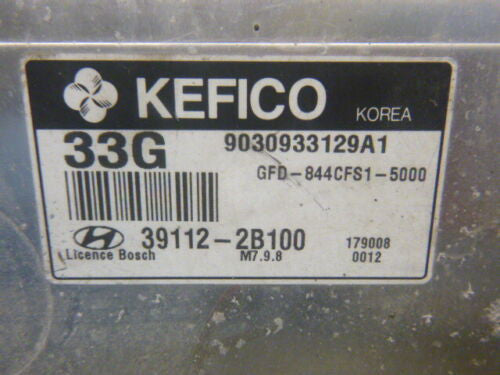 KEFICO KOREA
33G 9030933129A1
GFD-844CFS1-5000
39112-2B100 179008
Licence Bosch M7.9.8 0012